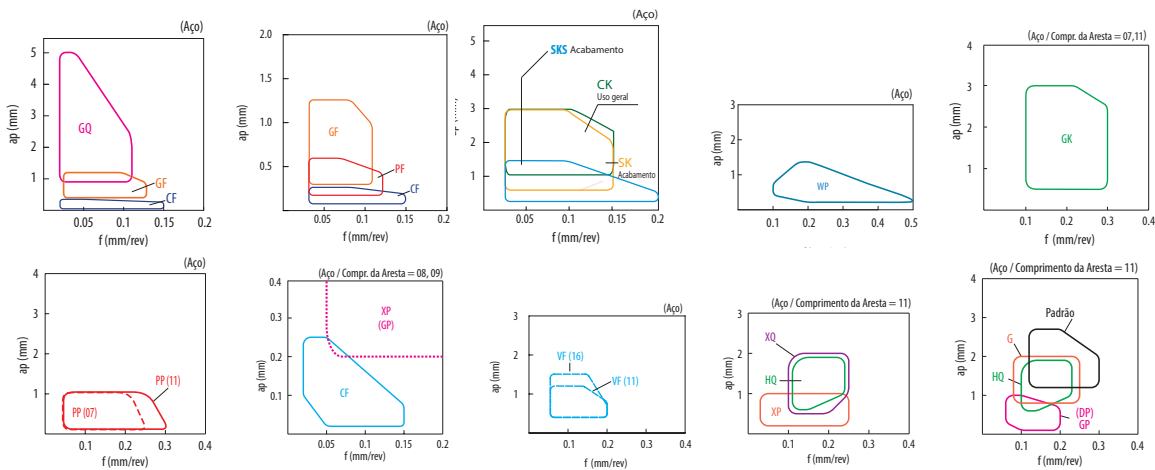 (Aço)
5
4
3
2
1
ap (mm)
GQ
GF
CF
0.05
0.1
0.15
0.2
f (mm/rev)
(Aço)
2.0
1.5
1.0
0.5
ap (mm)
GF
PF
CF
0.05
0.1
0.15
0.2
f (mm/rev)
(Aço)
SKS Acabamento
CK
Uso geral
SK
Acabamento
5
4
3
2
1
(mm)
0.05
0.1
0.15
0.2
f (mm/rev)
(Aço)
3
2
1
ap (mm)
WP
0.1
0.2
0.3
0.4
0.5
(Aço / Compr. da Aresta = 07,11)
4
3
2
1
ap (mm)
GK
0.1
0.2
0.3
0.4
f (mm/rev)
(Aço)
4
3
2
1
ap (mm)
PP (11)
PP (07)
0.1
0.2
0.3
0.4
f (mm/rev)
(Aço / Compr. da Aresta = 08, 09)
0.4
0.3
0.2
0.1
ap (mm)
XP
(GP)
CF
0.05
0.1
0.15
0.2
f (mm/rev)
(Aço)
3
2
1
ap (mm)
VF (16)
VF (11)
0.1
0.2
0.3
0.4
f (mm/rev)
(Aço / Comprimento da Aresta = 11)
3
2
1
ap (mm)
XQ
HQ
XP
0.1
0.2
0.3
0.4
f (mm/rev)
(Aço / Comprimento da Aresta = 11)
4
3
2
1
ap (mm)
Padrão
G
HQ
(DP)
GP
0.1
0.2
0.3
0.4
f (mm/rev)